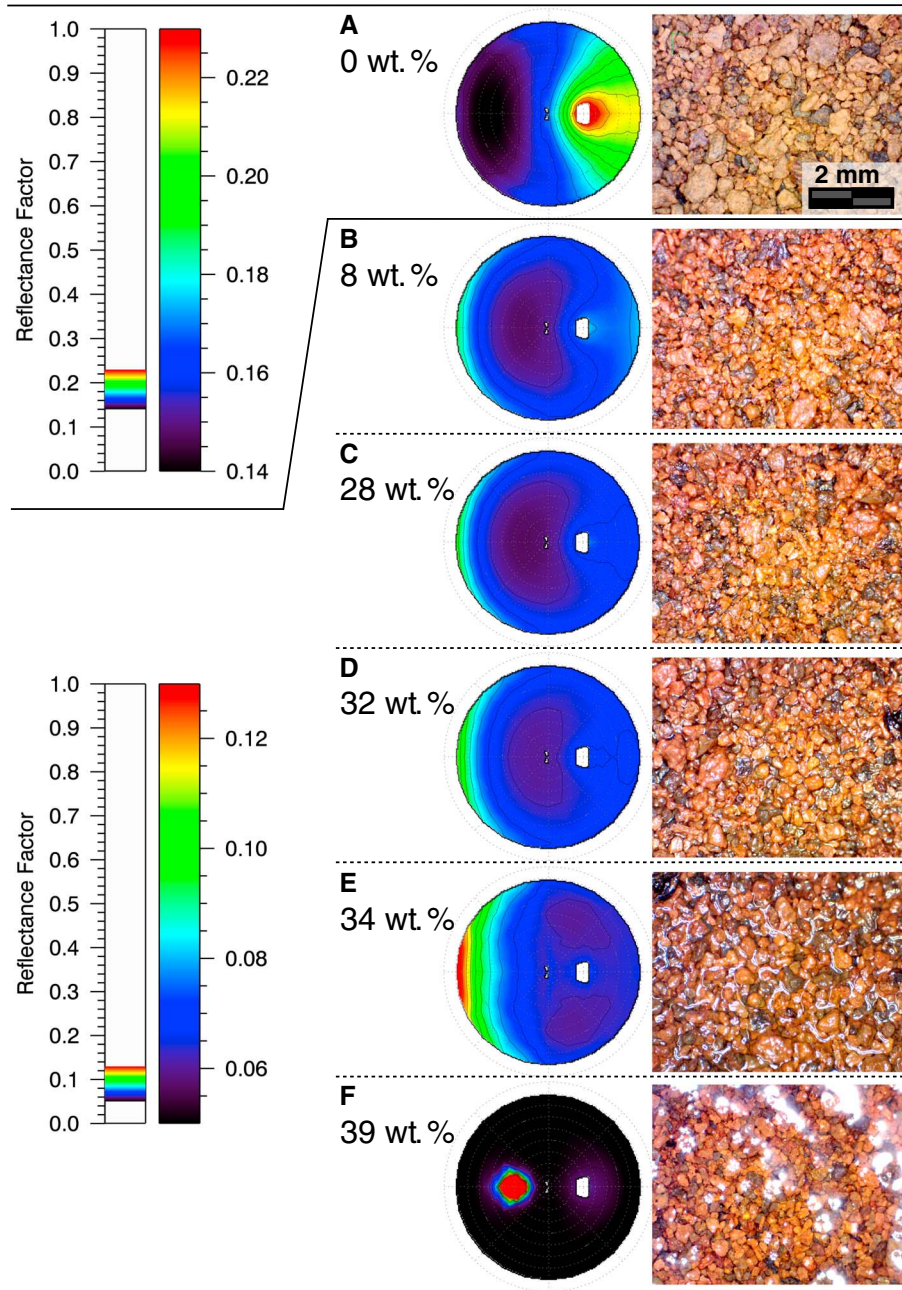 1.0
0.9
0.8
0.7
0.6
0.5
0.4
0.3
0.2
0.1
0.0
Reflectance Factor
0.22
0.20
0.18
0.16
0.14
A
0 wt. %
2 mm
B
8 wt. %
C
28 wt. %
1.0
0.9
0.8
0.7
0.6
0.5
0.4
0.3
0.2
0.1
0.0
Reflectance Factor
0.12
0.10
0.08
0.06
D
32 wt. %
E
34 wt. %
F
39 wt. %